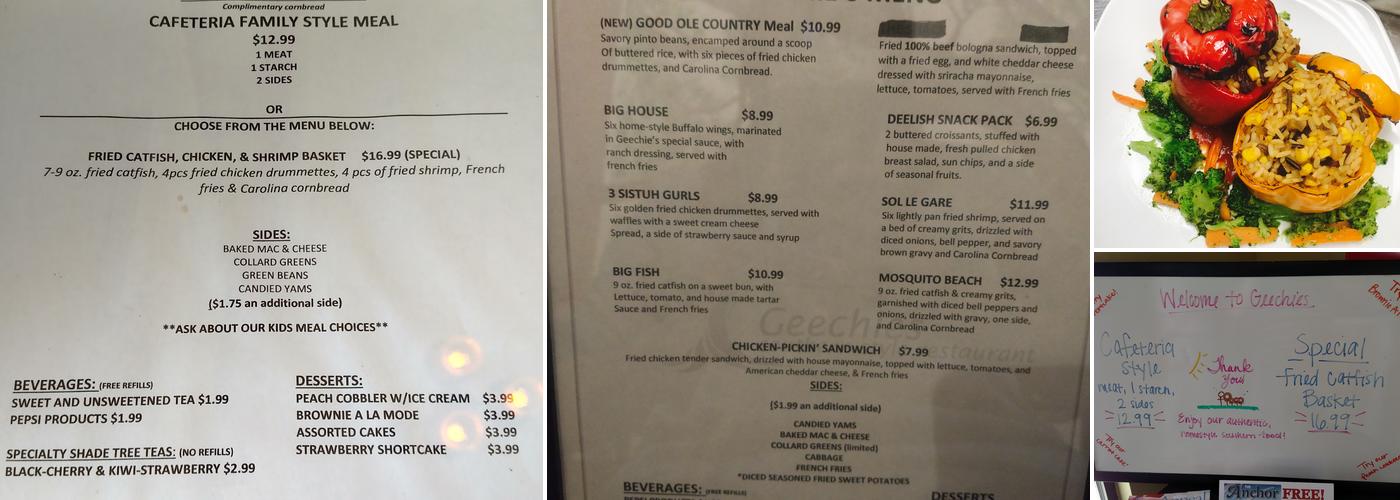 Complimentary cornbread
CAFETERIA FAMILY STYLE MEAL
$12.99
1 MEAT
1 STARCH
2 SIDES
OR
CHOOSE FROM THE MENU BELOW:
FRIED CATFISH, CHICKEN, & SHRIMP BASKET $16.99 (SPECIAL)
7-9 oz. fried catfish, 4pcs fried chicken drummettes, 4 pcs of fried shrimp, French
fries & Carolina cornbread
SIDES:
BAKED MAC & CHEESE
COLLARD GREENS
GREEN BEANS
CANDIED YAMS
($1.75 an additional side)
**ASK ABOUT OUR KIDS MEAL CHOICES**
BEVERAGES: (FREE REFILLS)
SWEET AND UNSWEETENED TEA $1.99
PEPSI PRODUCTS $1.99
SPECIALTY SHADE TREE TEAS: (NO REFILLS)
BLACK-CHERRY & KIWI-STRAWBERRY $2.99
DESSERTS:
PEACH COBBLER W/ICE CREAM $3.99
BROWNIE A LA MODE $3.99
ASSORTED CAKES $3.99
STRAWBERRY SHORTCAKE $3.99
(NEW) GOOD OLE COUNTRY Meal $10.99
Savory pinto beans, encamped around a scoop
Of buttered rice, with six pieces of fried chicken
drummettes, and Carolina Cornbread.
BIG HOUSE $8.99
Six home-style Buffalo wings, marinated
in Geechie's special sauce, with
ranch dressing, served with
french fries
3 SISTUH GURLS $8.99
Six golden fried chicken drummettes, served with
waffles with a sweet cream cheese
Spread, a side of strawberry sauce and syrup
BIG FISH $10.99
9 oz. fried catfish on a sweet bun, with
Lettuce, tomato, and house made tartar
Sauce and French fries
Fried 100% beef bologna sandwich, topped
with a fried egg, and white cheddar cheese
dressed with sriracha mayonnaise,
lettuce, tomatoes, served with French fries
DEELISH SNACK PACK $6.99
2 buttered croissants, stuffed with
house made, fresh pulled chicken
breast salad, sun chips, and a side
of seasonal fruits.
SOL LE GARE $11.99
Six lightly pan fried shrimp, served on
a bed of creamy grits, drizzled with
diced onions, bell pepper, and savory
brown gravy and Carolina Cornbread
MOSQUITO BEACH $12.99
9 oz. fried catfish & creamy grits,
garnished with diced bell peppers and
onions, drizzled with gravy, one side,
and Carolina Cornbread
CHICKEN-PICKIN' SANDWICH $7.99
Fried chicken tender sandwich, drizzled with house mayonnaise, topped with lettuce, tomatoes, and
American cheddar cheese, & French fries
SIDES:
($1.99 an additional side)
CANDIED YAMS
BAKED MAC & CHEESE
COLLARD GREENS (limited)
CABBAGE
FRENCH FRIES
*DICED SEASONED FRIED SWEET POTATOES
BEVERAGES: (FREE REFILLS)
DESSERTS
Welcome to Geechies
Cafeteria
Style
meat, 1 starch,
2 sides
12.99
Thank
You!
Enjoy our authentic,
homestyle southern food!
Special
Fried Catfish
Basket
16.99
Try our
Anchor FREE!